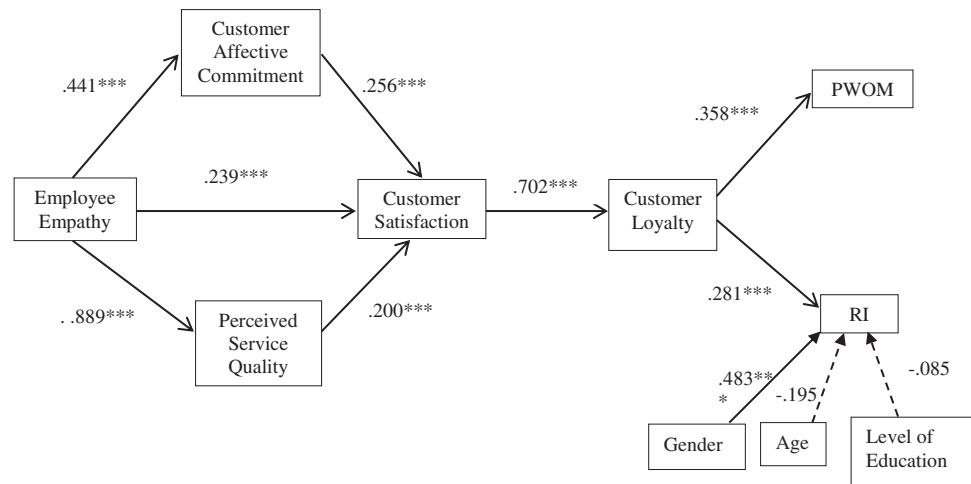 Customer
Affective
Commitment
.441***
.256***
PWOM
.358***
Employee
Empathy
.239***
Customer
Satisfaction
.702***
Customer
Loyalty
. .889***
Perceived
Service
Quality
.200***
.281***
RI
.483**
*
-.195
-.085
Gender
Age
Level of
Education